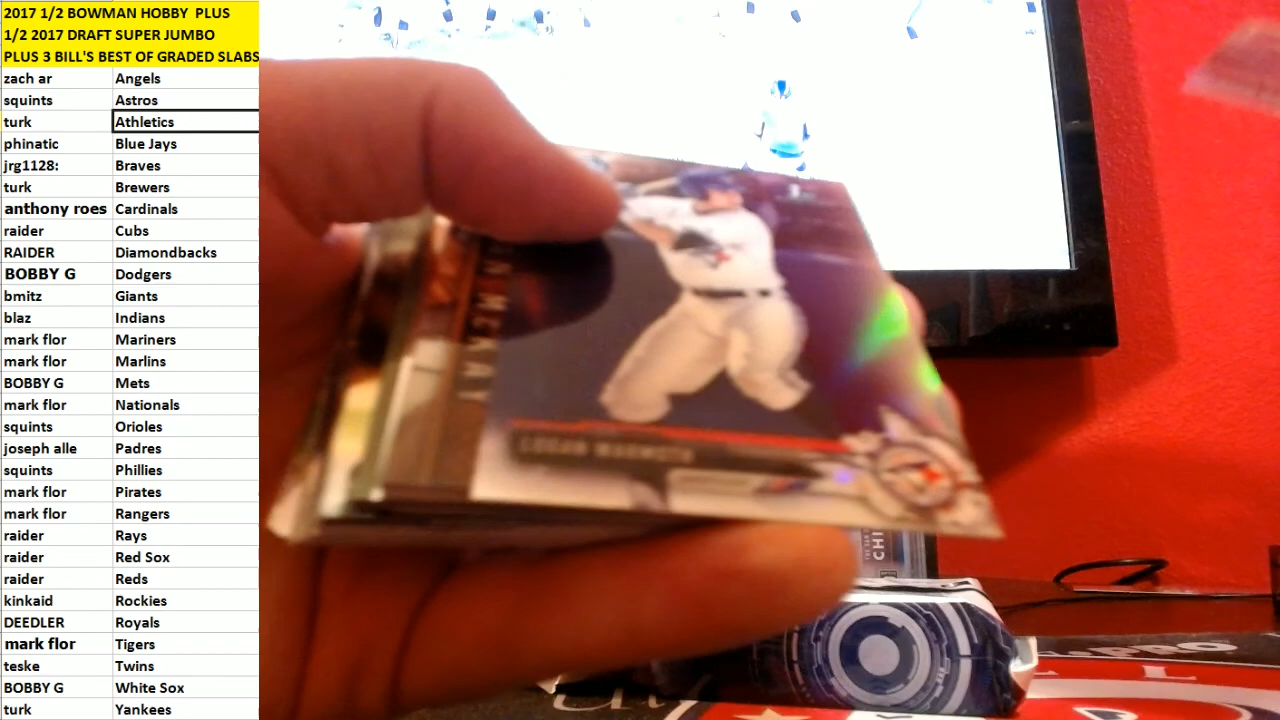 2017 1/2 BOWMAN HOBBY PLUS
1/2 2017 DRAFT SUPER JUMBO
PLUS 3 BILL'S BEST OF GRADED SLABS
zach ar Angels
squints Astros
turk Athletics
phinatic Blue Jays
jrg1128: Braves
turk Brewers
anthony roes Cardinals
raider Cubs
RAIDER Diamondbacks
BOBBY G Dodgers
bmitz Giants
blaz Indians
mark flor Mariners
mark flor Marlins
BOBBY G Mets
mark flor Nationals
squints Orioles
joseph alle Padres
squints Phillies
mark flor Pirates
mark flor Rangers
raider Rays
raider Red Sox
raider Reds
kinkaid Rockies
DEEDLER Royals
mark flor Tigers
teske Twins
BOBBY G White Sox
turk Yankees
LOGAN WARMOTH
CHI
PRO